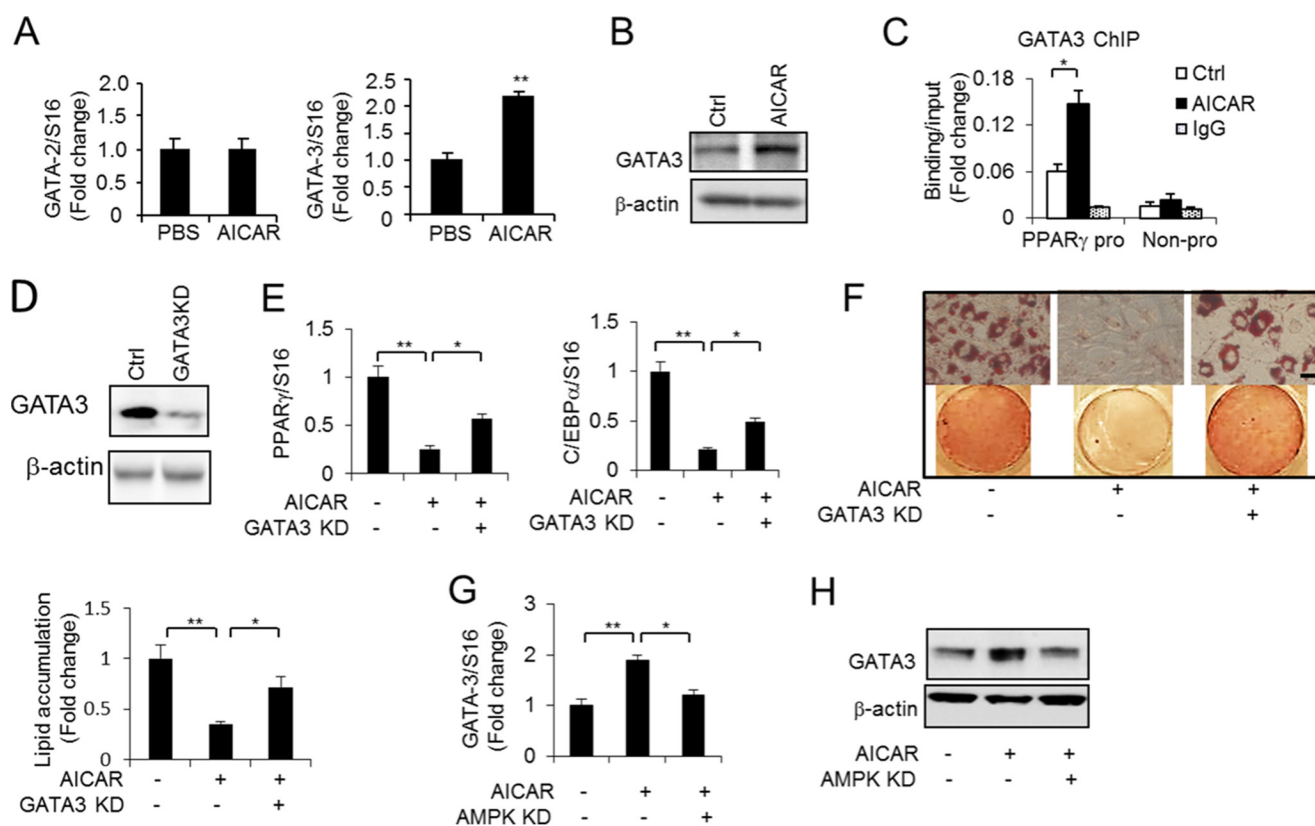 A
GATA-2/S16
(Fold change)
2.0
1.5
1.0
0.5
0
PBS AICAR
GATA-3/S16
(Fold change)
2.5
2.0
1.5
1.0
0.5
0
**
PBS AICAR
B
Ctrl AICAR
GATA3
β-actin
C
GATA3 ChIP
Binding/input
(Fold change)
0.18
0.12
0.06
0
*
Ctrl
AICAR
IgG
PPARγ pro Non-pro
D
Ctrl GATA3KD
GATA3
β-actin
E
PPARγ/S16
1.5
1
0.5
0
** *
AICAR - + +
GATA3 KD - - +
C/EBPα/S16
1.5
1
0.5
0
** *
AICAR - + +
GATA3 KD - - +
F
AICAR - + +
GATA3 KD - - +
Lipid accumulation
(Fold change)
1.5
1
0.5
0
** *
AICAR - + +
GATA3 KD - - +
G
GATA-3/S16
(Fold change)
3
2
1
0
** *
AICAR - + +
AMPK KD - - +
H
GATA3
β-actin
AICAR - + +
AMPK KD - - +